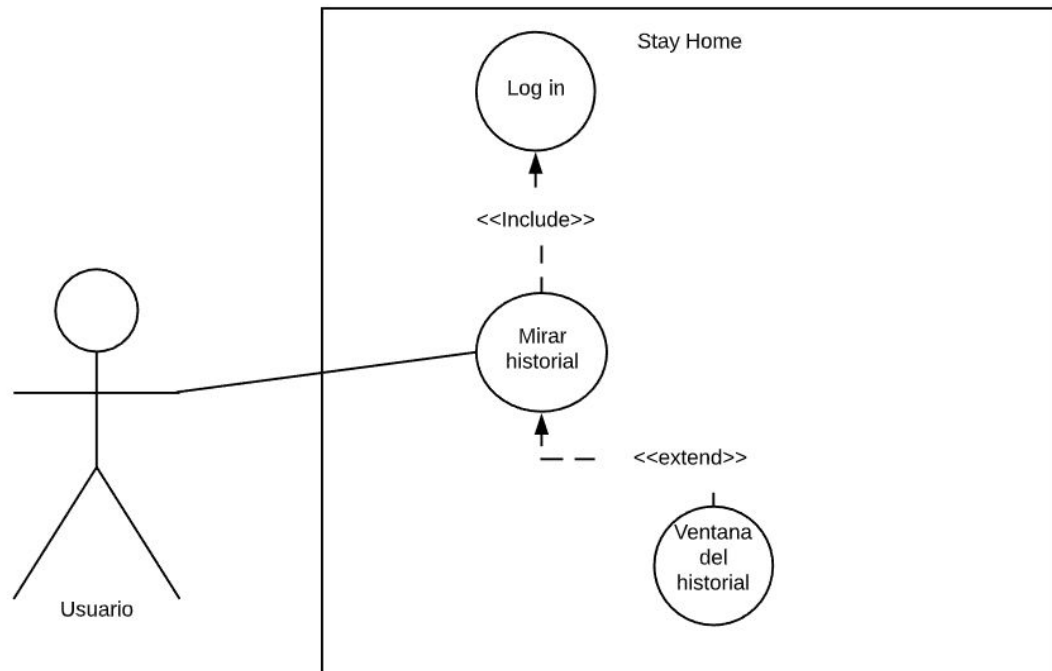 Stay Home
Log in
<<Include>>
Mirar
historial
<<extend>>
Ventana
del
historial
Usuario